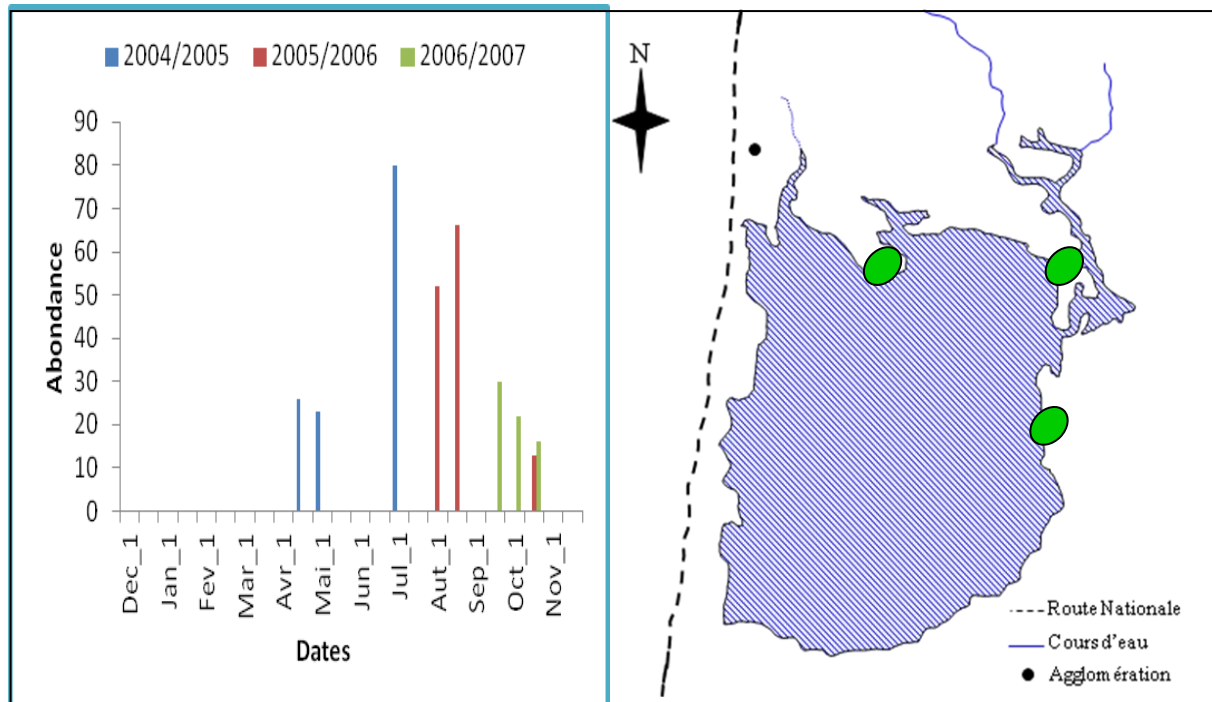 2004/2005 2005/2006 2006/2007
Abondance
90
80
70
60
50
40
30
20
10
0
Dec_1
Jan_1
Fev_1
Mar_1
Avr_1
Mai_1
Jun_1
Jul_1
Aut_1
Sep_1
Oct_1
Nov_1
Dates
N
Route Nationale
Cours d'eau
Agglomération